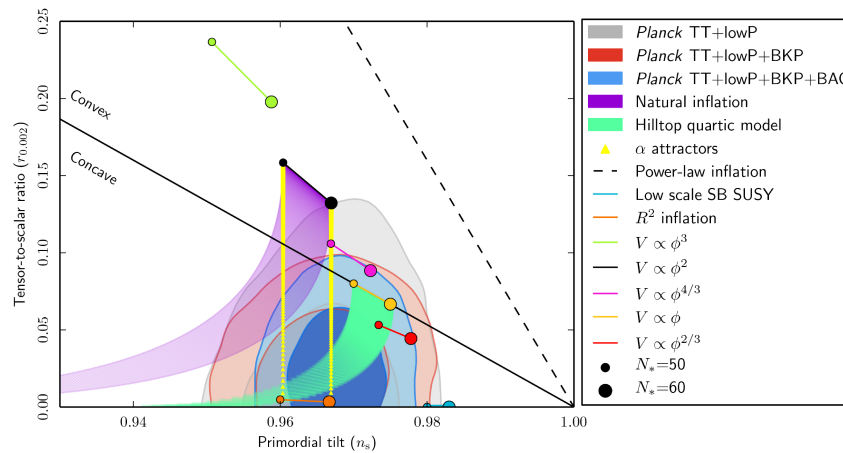 0.25
0.20
0.15
0.10
0.05
0.00
Tensor-to-scalar ratio (r0.002)
Convex
Concave
0.94
0.96
0.98
1.00
Primordial tilt (ns)
Planck TT+lowP
Planck TT+lowP+BKP
Planck TT+lowP+BKP+BAO
Natural inflation
Hilltop quartic model
α attractors
Power-law inflation
Low scale SB SUSY
R² inflation
V ∝ ϕ³
V ∝ ϕ²
V ∝ ϕ⁴/³
V ∝ ϕ
V ∝ ϕ²/³
N*=50
N*=60